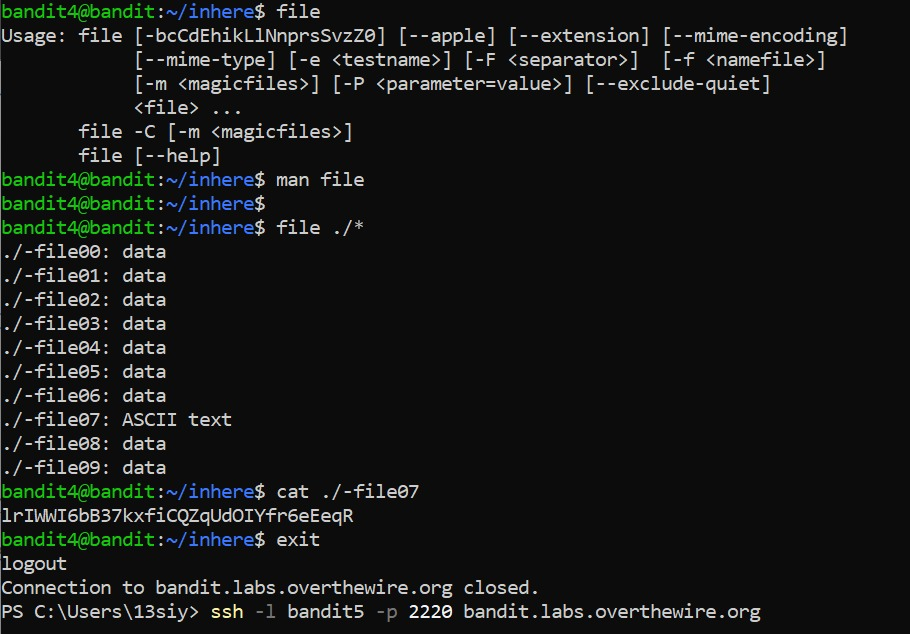 bandit4@bandit:~/inhere$ file
Usage: file [-bcCdEhikLlNnprsSvzZ0] [--apple] [--extension] [--mime-encoding]
            [--mime-type] [-e <testname>] [-F <separator>]  [-f <namefile>]
            [-m <magicfiles>] [-P <parameter=value>] [--exclude-quiet]
            <file> ...
       file -C [-m <magicfiles>]
       file [--help]
bandit4@bandit:~/inhere$ man file
bandit4@bandit:~/inhere$
bandit4@bandit:~/inhere$ file ./*
./-file00: data
./-file01: data
./-file02: data
./-file03: data
./-file04: data
./-file05: data
./-file06: data
./-file07: ASCII text
./-file08: data
./-file09: data
bandit4@bandit:~/inhere$ cat ./-file07
lrIWWI6bB37kxfiCQZqUdOIYfr6eEeqR
bandit4@bandit:~/inhere$ exit
logout
Connection to bandit.labs.overthewire.org closed.
PS C:\Users\13siy> ssh -l bandit5 -p 2220 bandit.labs.overthewire.org